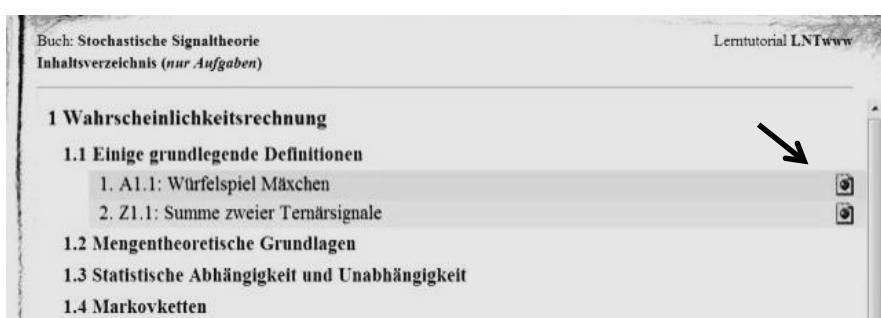 Buch: Stochastische Signaltheorie
Lerntutorial LNTwww
Inhaltsverzeichnis (nur Aufgaben)
1 Wahrscheinlichkeitsrechnung
1.1 Einige grundlegende Definitionen
1. A1.1: Würfelspiel Mäxchen
2. Z1.1: Summe zweier Ternärsignale
1.2 Mengentheoretische Grundlagen
1.3 Statistische Abhängigkeit und Unabhängigkeit
1.4 Markovketten